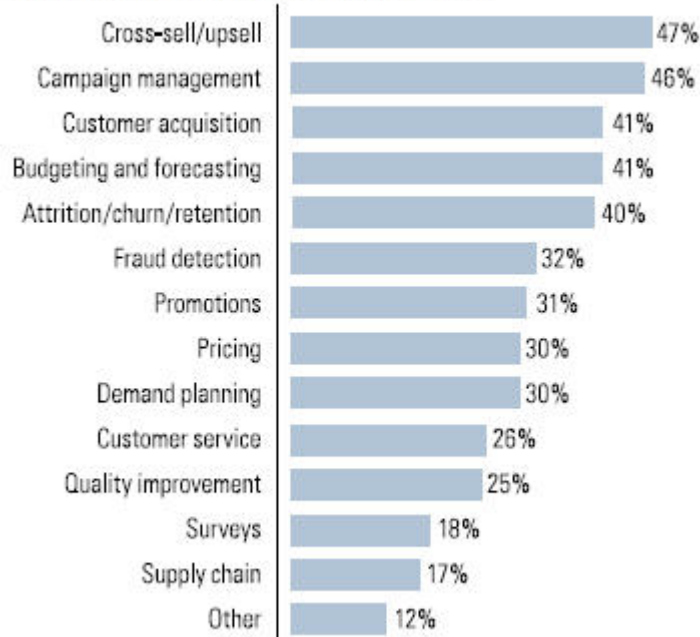 Cross-sell/upsell 47%
Campaign management 46%
Customer acquisition 41%
Budgeting and forecasting 41%
Attrition/churn/retention 40%
Fraud detection 32%
Promotions 31%
Pricing 30%
Demand planning 30%
Customer service 26%
Quality improvement 25%
Surveys 18%
Supply chain 17%
Other 12%